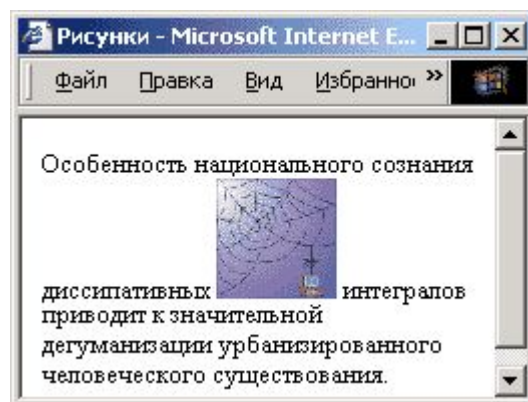 Рисунки - Microsoft Internet E...
Файл Правка Вид Избранно »
Особенность национального сознания
диссипативных интегралов
приводит к значительной
дегуманизации урбанизированного
человеческого существования.